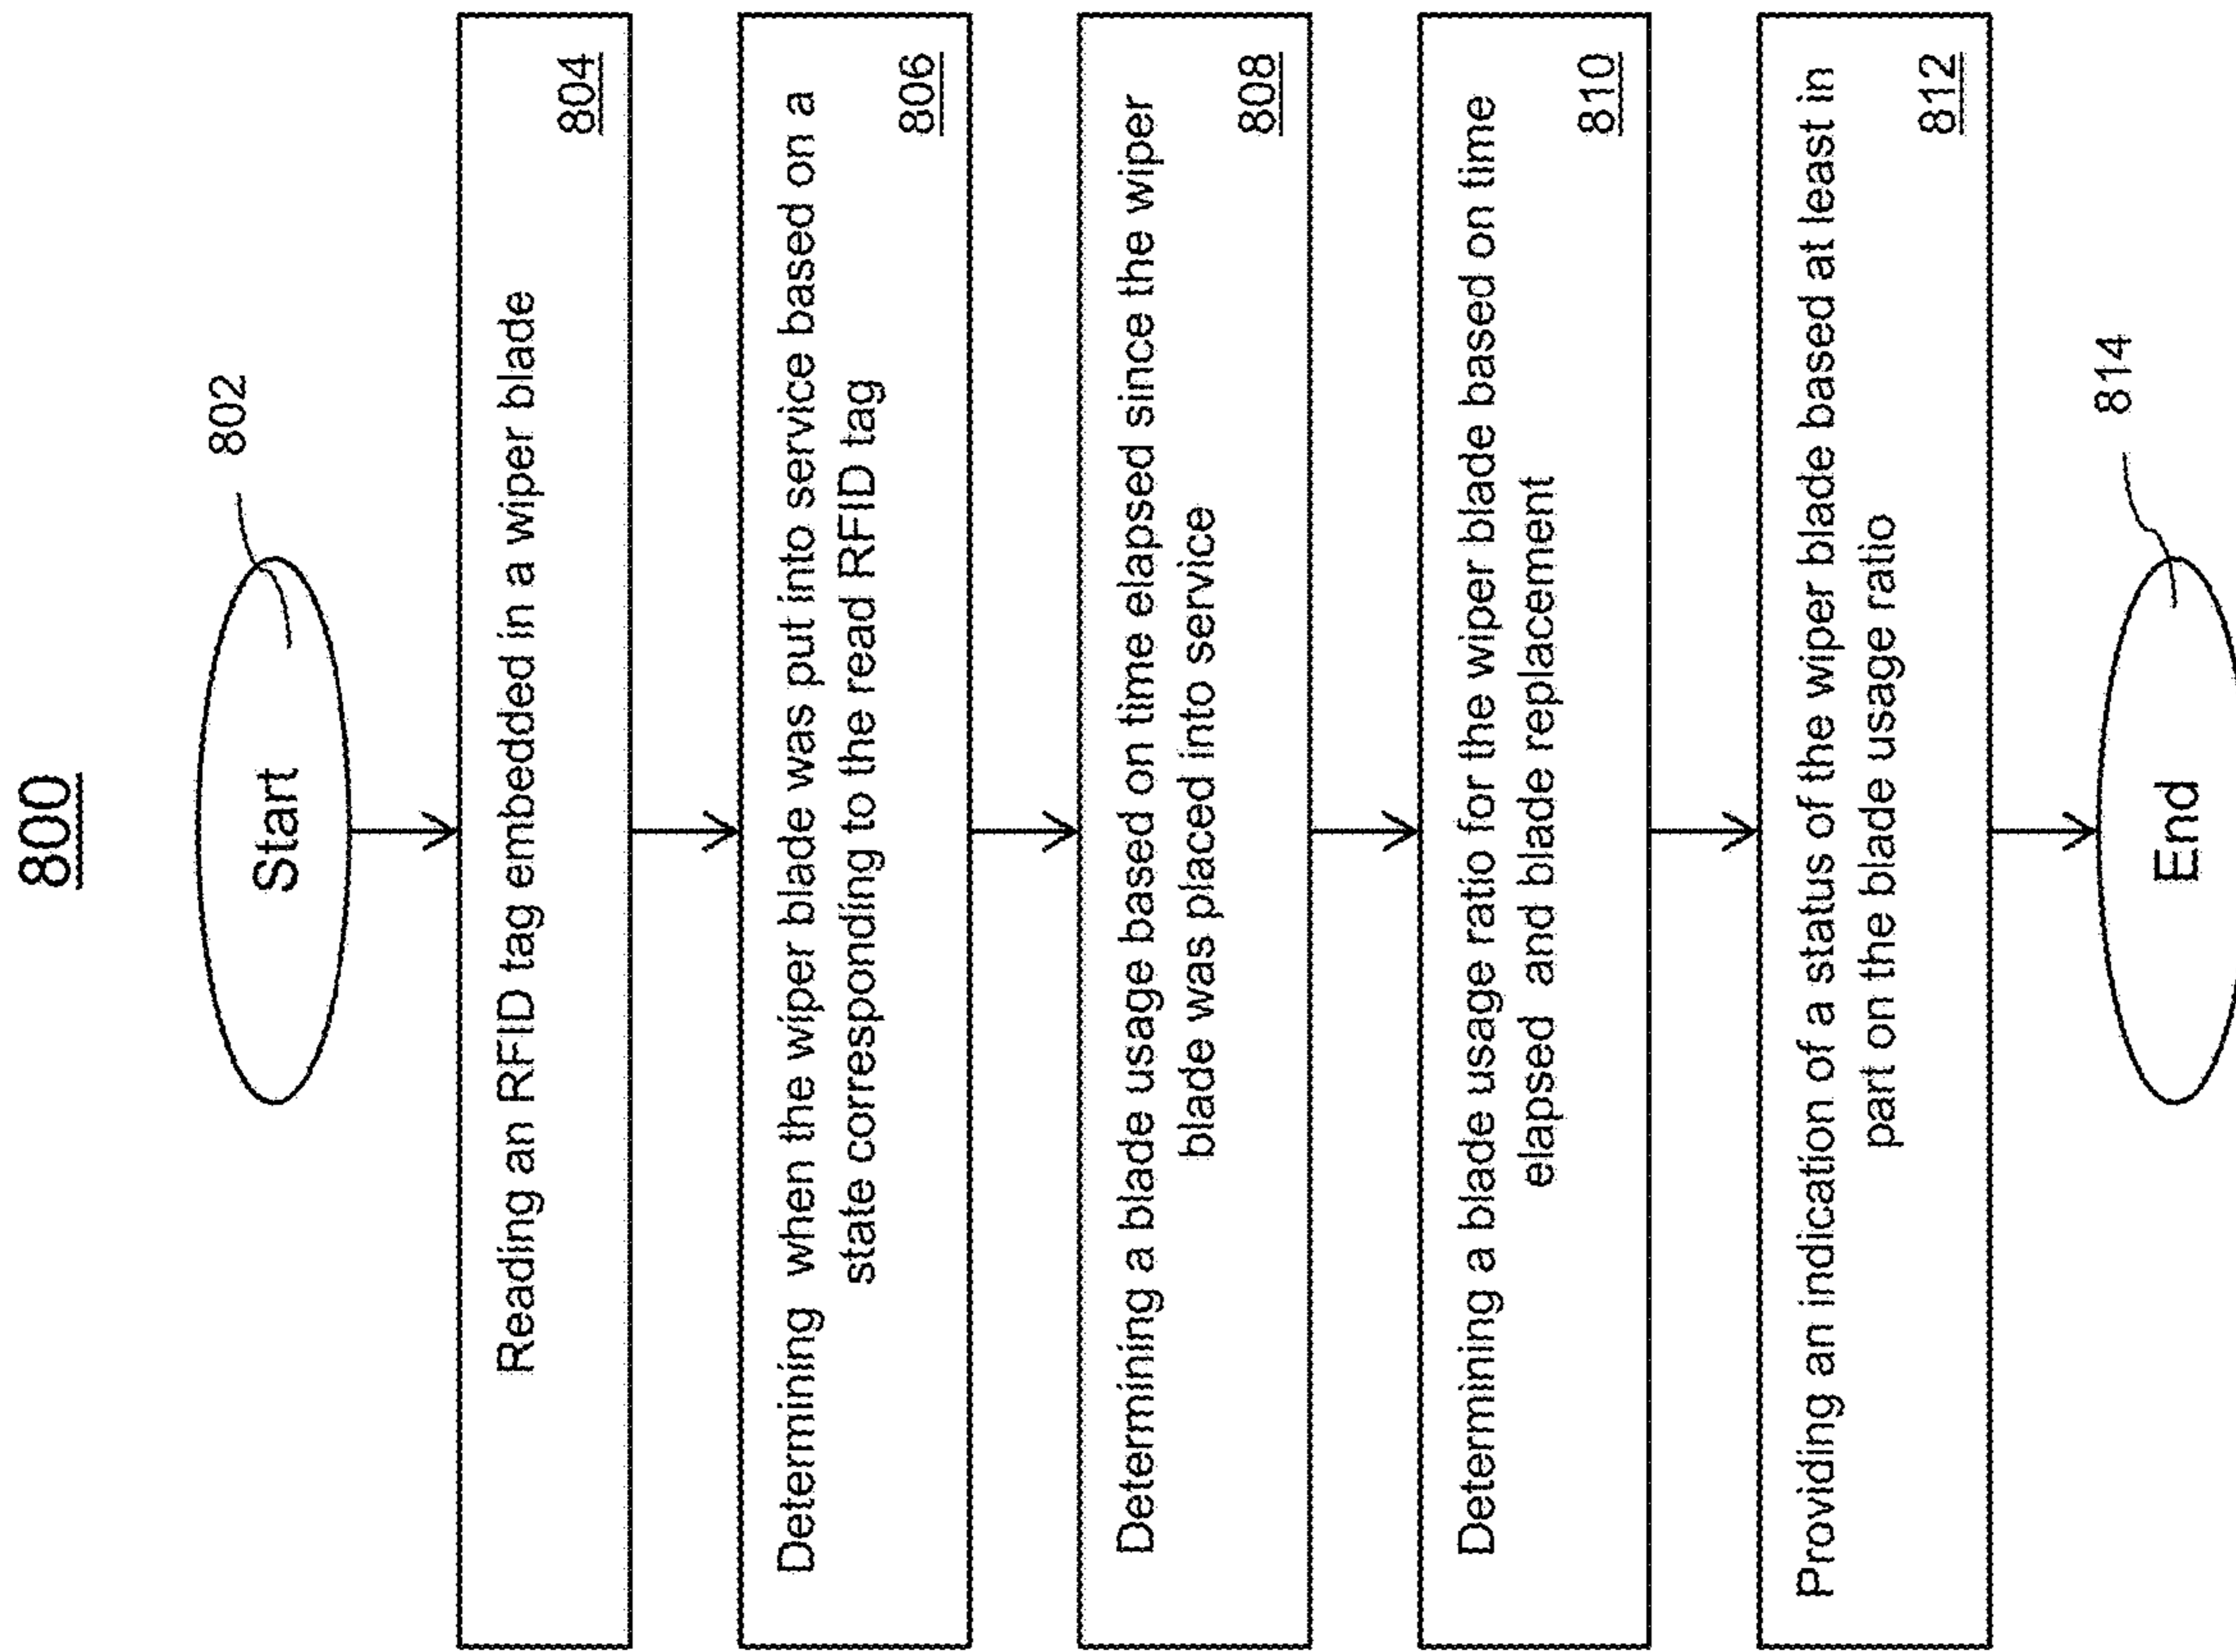 800
802
Start
Reading an RFID tag embedded in a wiper blade
804
Determining when the wiper blade was put into service based on a
state corresponding to the read RFID tag
806
Determining a blade usage based on time elapsed since the wiper
blade was placed into service
808
Determining a blade usage ratio for the wiper blade based on time
elapsed and blade replacement
810
Providing an indication of a status of the wiper blade based at least in
part on the blade usage ratio
812
814
End